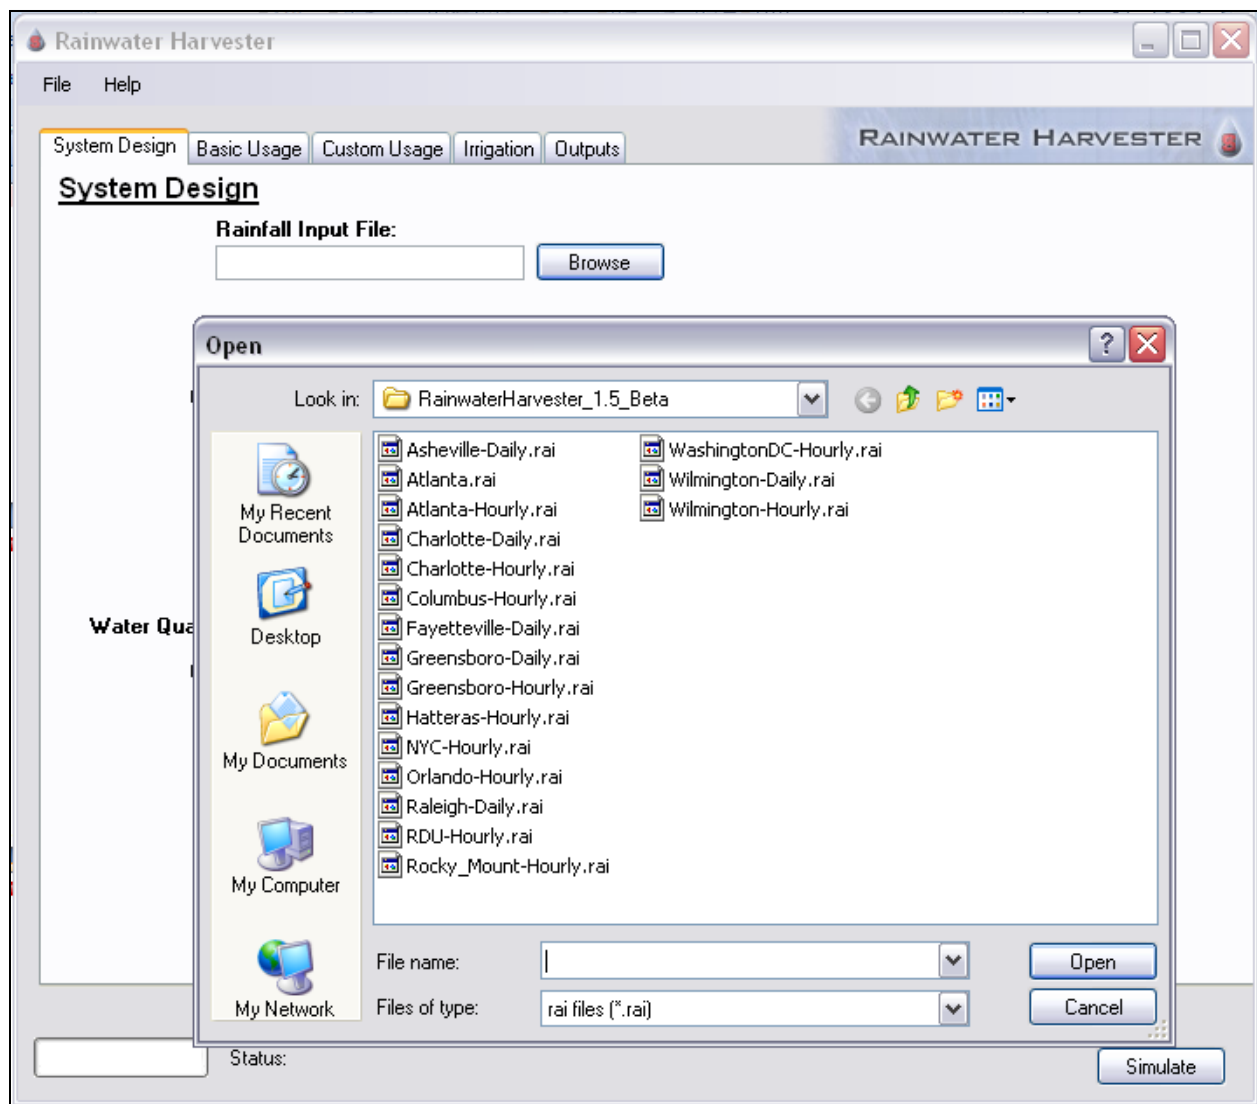 Rainwater Harvester
File Help
RAINWATER HARVESTER
System Design Basic Usage Custom Usage Irrigation Outputs
System Design
Rainfall Input File:
Browse
Open
Look in: RainwaterHarvester_1.5_Beta
My Recent Documents
Desktop
My Documents
My Computer
My Network
Asheville-Daily.rai
Atlanta.rai
Atlanta-Hourly.rai
Charlotte-Daily.rai
Charlotte-Hourly.rai
Columbus-Hourly.rai
Fayetteville-Daily.rai
Greensboro-Daily.rai
Greensboro-Hourly.rai
Hatteras-Hourly.rai
NYC-Hourly.rai
Orlando-Hourly.rai
Raleigh-Daily.rai
RDU-Hourly.rai
Rocky_Mount-Hourly.rai
WashingtonDC-Hourly.rai
Wilmington-Daily.rai
Wilmington-Hourly.rai
Water Qua
File name:
Open
Files of type: rai files (*.rai)
Cancel
Status:
Simulate